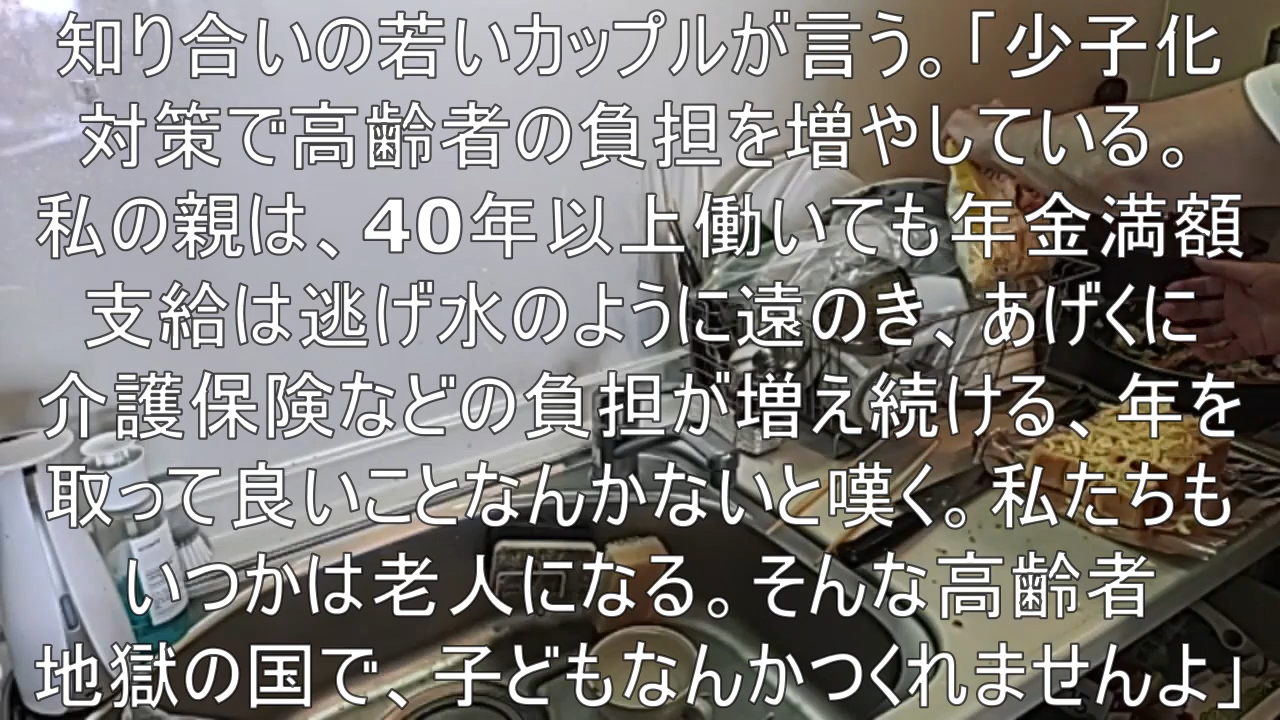 知り合いの若いカップルが言う。「少子化
対策で高齢者の負担を増やしている。
私の親は、40年以上働いても年金満額
支給は逃げ水のように遠のき、あげくに
介護保険などの負担が増え続ける、年を
取って良いことなんかないと嘆く。私たちも
いつかは老人になる。そんな高齢者
地獄の国で、子どもなんかつくれませんよ」